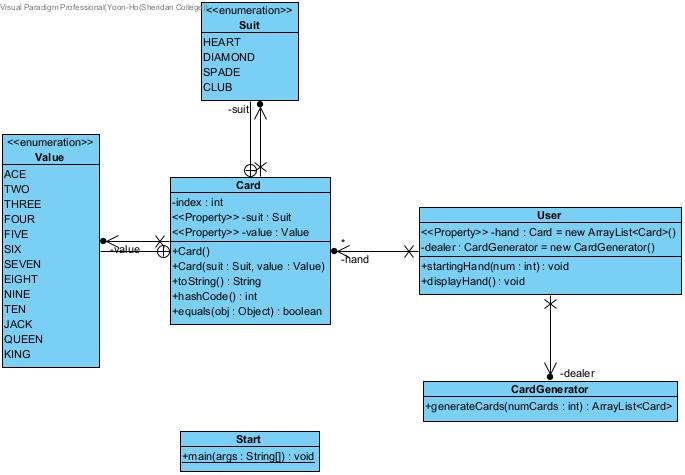 Visual Paradigm Professional(Yoon-Ho(Sheridan College
<<enumeration>>
Suit
HEART
DIAMOND
SPADE
CLUB
-suit
<<enumeration>>
Value
ACE
TWO
THREE
FOUR
FIVE
SIX
SEVEN
EIGHT
NINE
TEN
JACK
QUEEN
KING
-value
Card
-index : int
<<Property>> -suit : Suit
<<Property>> -value : Value
+Card()
+Card(suit : Suit, value : Value)
+toString() : String
+hashCode() : int
+equals(obj : Object) : boolean
*
-hand
User
<<Property>> -hand : Card = new ArrayList<Card>()
-dealer : CardGenerator = new CardGenerator()
+startingHand(num : int) : void
+displayHand() : void
-dealer
CardGenerator
+generateCards(numCards : int) : ArrayList<Card>
Start
+main(args : String[]) : void